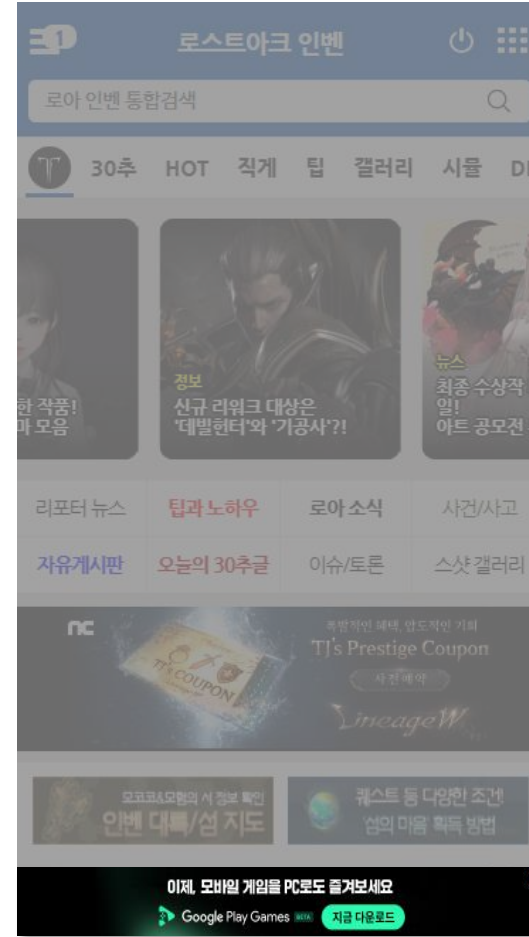 1
로스트아크 인벤
로아 인벤 통합검색
30추 HOT 직게 팁 갤러리 시뮬
한 작품!
마 모음
정보
신규 리워크 대상은
'데빌헌터'와 '기공사'?!
뉴스
최종 수상작
일!
아트 공모전
리포터 뉴스 팁과 노하우 로아 소식 사건/사고
자유게시판 오늘의 30추글 이슈/토론 스샷 갤러리
nc
TJ's COUPON
폭발적인 혜택, 압도적인 기회
TJ's Prestige Coupon
사전예약
LineageW
모코코&모험의 서 정보 확인
인벤 대륙/섬 지도
퀘스트 등 다양한 조건!
'섬의 마음' 획득 방법
이제, 모바일 게임을 PC로도 즐겨보세요
Google Play Games BETA 지금 다운로드